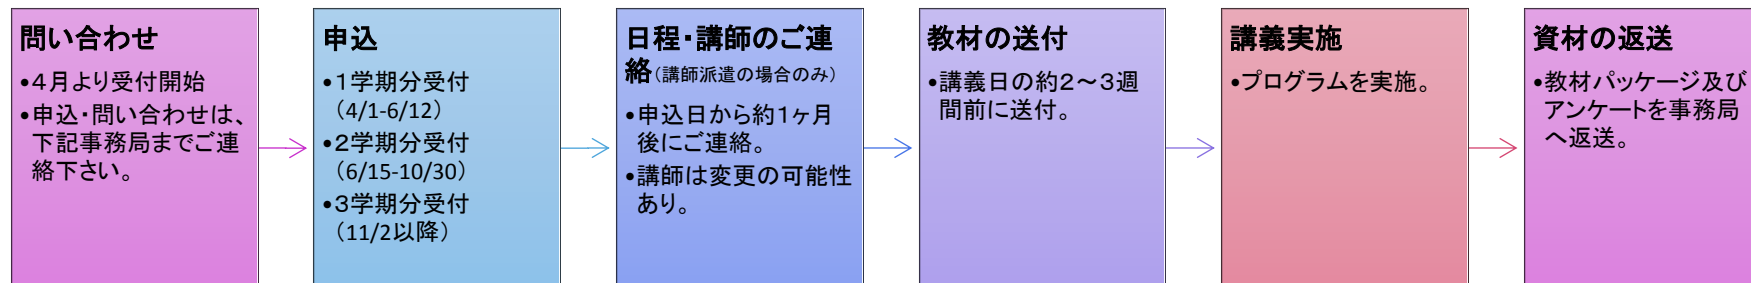 問い合わせ
•４月より受付開始
•申込・問い合わせは、
下記事務局までご連
絡下さい。
申込
•１学期分受付
（4/1-6/12）
•２学期分受付
（6/15-10/30）
•３学期分受付
（11/2以降）
日程・講師のご連
絡（講師派遣の場合のみ）
•申込日から約１ヶ月
後にご連絡。
•講師は変更の可能性
あり。
教材の送付
•講義日の約２～３週
間前に送付。
講義実施
•プログラムを実施。
資材の返送
•教材パッケージ及び
アンケートを事務局
へ返送。